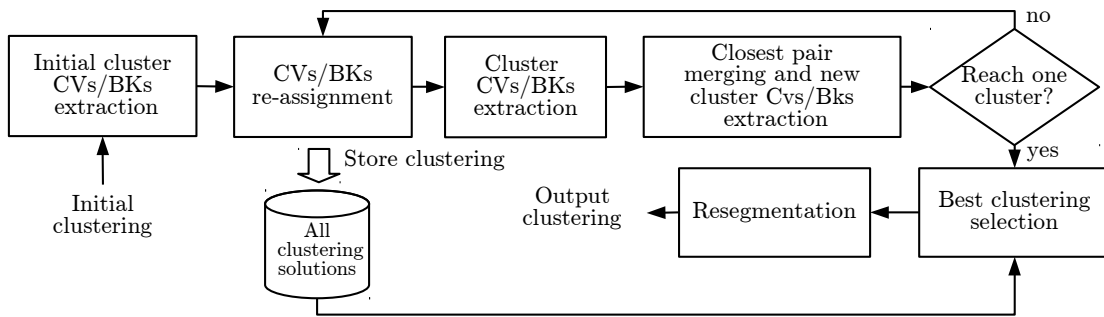 no
Initial cluster
CVs/BKs
extraction
CVs/BKs
re-assignment
Cluster
CVs/BKs
extraction
Closest pair
merging and new
cluster Cvs/Bks
extraction
Reach one
cluster?
yes
Store clustering
Initial
clustering
All
clustering
solutions
Output
clustering
Resegmentation
Best clustering
selection